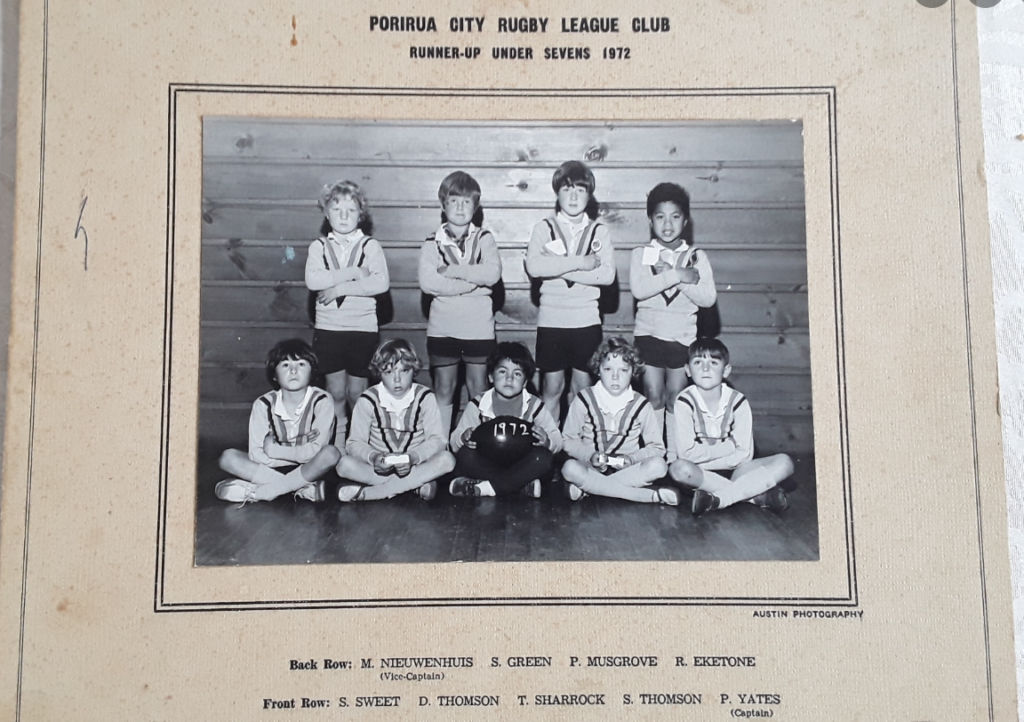 PORIRUA CITY RUGBY LEAGUE CLUB
RUNNER-UP UNDER SEVENS 1972
1972
AUSTIN PHOTOGRAPHY
Back Row: M. NIEUWENHUIS S. GREEN P. MUSGROVE R. EKETONE
(Vice-Captain)
Front Row: S. SWEET D. THOMSON T. SHARROCK S. THOMSON P. YATES
(Captain)